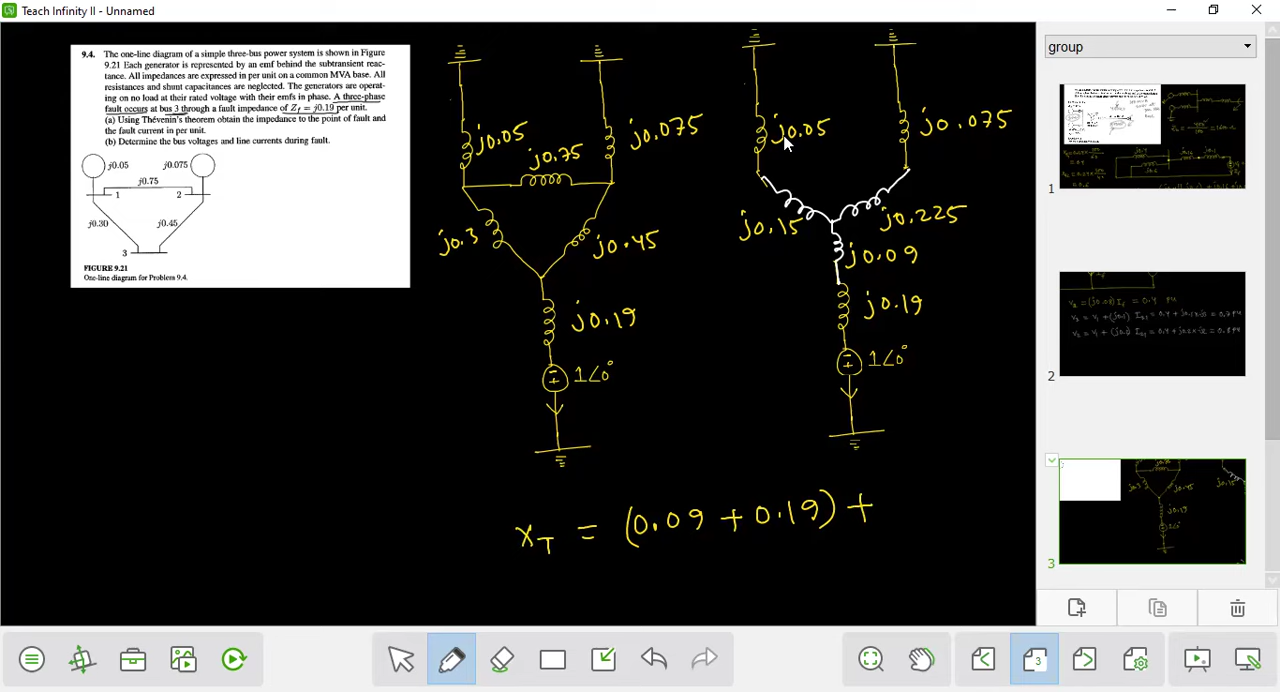 Teach Infinity II - Unnamed
9.4. The one-line diagram of a simple three-bus power system is shown in Figure
9.21 Each generator is represented by an emf behind the subtransient reac-
tance. All impedances are expressed in per unit on a common MVA base. All
resistances and shunt capacitances are neglected. The generators are operat-
ing on no load at their rated voltage with their emfs in phase. A three-phase
fault occurs at bus 3 through a fault impedance of Zf = j0.19 per unit.
(a) Using Thévenin's theorem obtain the impedance to the point of fault and
the fault current in per unit.
(b) Determine the bus voltages and line currents during fault.
j0.05
j0.075
j0.75
1
2
j0.30
j0.45
3
FIGURE 9.21
One-line diagram for Problem 9.4.
j0.05
j0.075
j0.75
j0.3
j0.45
j0.19
1∠0°
j0.05
j0.075
j0.15
j0.225
j0.09
j0.19
1∠0°
XT = (0.09 + 0.19) +
group
1
2
3
3